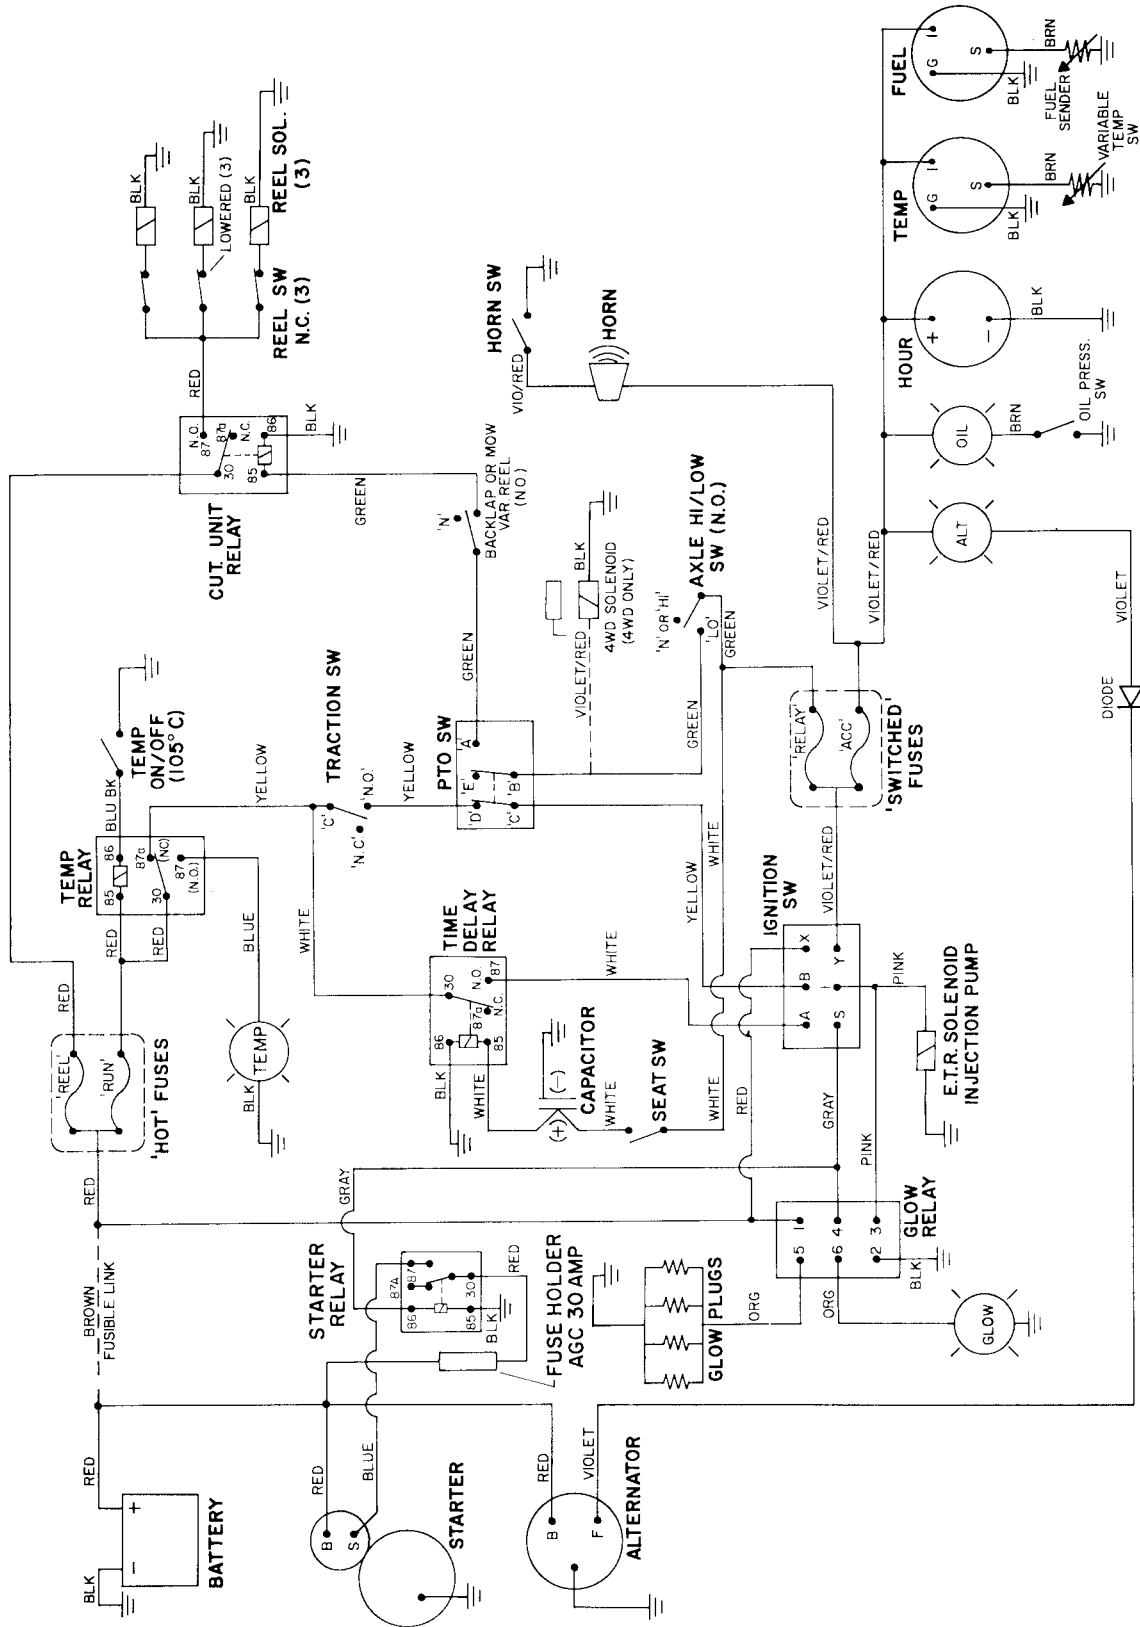 BATTERY
+
-
BLK
RED
BROWN
FUSIBLE LINK
RED
'HOT' FUSES
'REEL'
'RUN'
RED
RED
RED
TEMP
RELAY
85
86
30
87a
(NC)
87
(N.O.)
BLU BK
TEMP
ON/OFF
(105° C)
BLUE
TEMP
BLK
CUT. UNIT
RELAY
N.O.
87
87a
N.C.
30
85
86
BLK
RED
REEL SW
N.C. (3)
LOWERED (3)
REEL SOL.
(3)
BLK
BLK
BLK
GREEN
'N'
BACKLAP OR MOW
VAR. REEL
(N.O.)
GREEN
YELLOW
TRACTION SW
'C'
'N.O.'
'N.C.'
YELLOW
PTO SW
'A'
'E'
'B'
'D'
'C'
WHITE
TIME
DELAY
RELAY
30
N.O.
87
87a
N.C.
86
85
BLK
WHITE
WHITE
CAPACITOR
(-)
(+)
WHITE
SEAT SW
WHITE
STARTER
RELAY
87A
87
86
85
30
BLK
RED
GRAY
FUSE HOLDER
AGC 30 AMP
STARTER
B
S
RED
BLUE
ALTERNATOR
B
F
RED
VIOLET
GLOW PLUGS
ORG
ORG
GLOW
GLOW
RELAY
5
1
6
4
2
3
BLK
PINK
GRAY
RED
IGNITION
SW
A
B
X
S
I
Y
PINK
E.T.R. SOLENOID
INJECTION PUMP
YELLOW
WHITE
VIOLET/RED
'SWITCHED'
FUSES
'RELAY'
'ACC'
GREEN
GREEN
AXLE HI/LOW
SW (N.O.)
'N' OR 'HI'
'LO'
VIOLET/RED
4WD SOLENOID
(4WD ONLY)
BLK
HORN SW
VIO/RED
HORN
VIOLET/RED
VIOLET/RED
DIODE
VIOLET
ALT
OIL
BRN
OIL PRESS.
SW
HOUR
+
-
BLK
TEMP
I
G
S
BLK
BRN
VARIABLE
TEMP
SW
FUEL
I
G
S
BLK
BRN
FUEL
SENDER